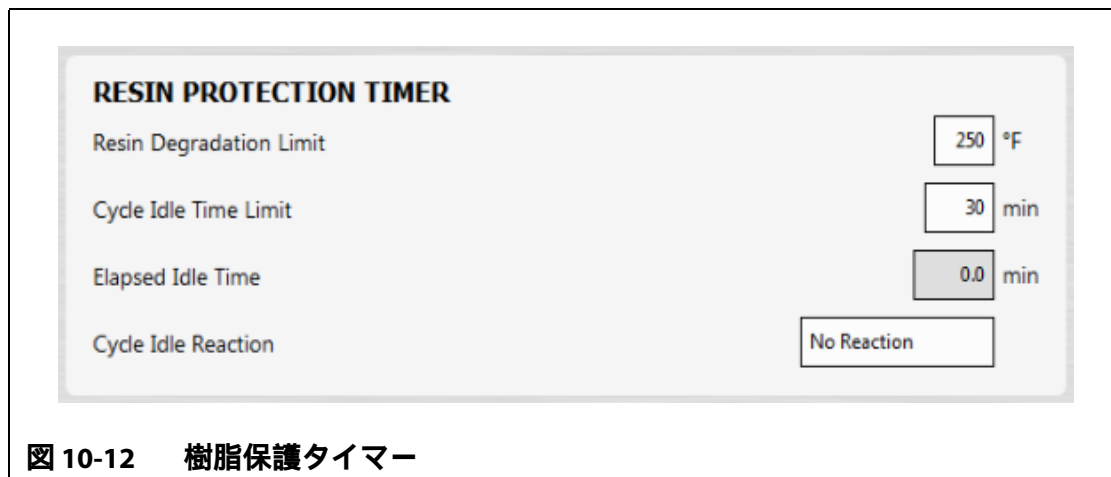 RESIN PROTECTION TIMER
Resin Degradation Limit 250 °F
Cycle Idle Time Limit 30 min
Elapsed Idle Time 0.0 min
Cycle Idle Reaction No Reaction
図 10-12 樹脂保護タイマー